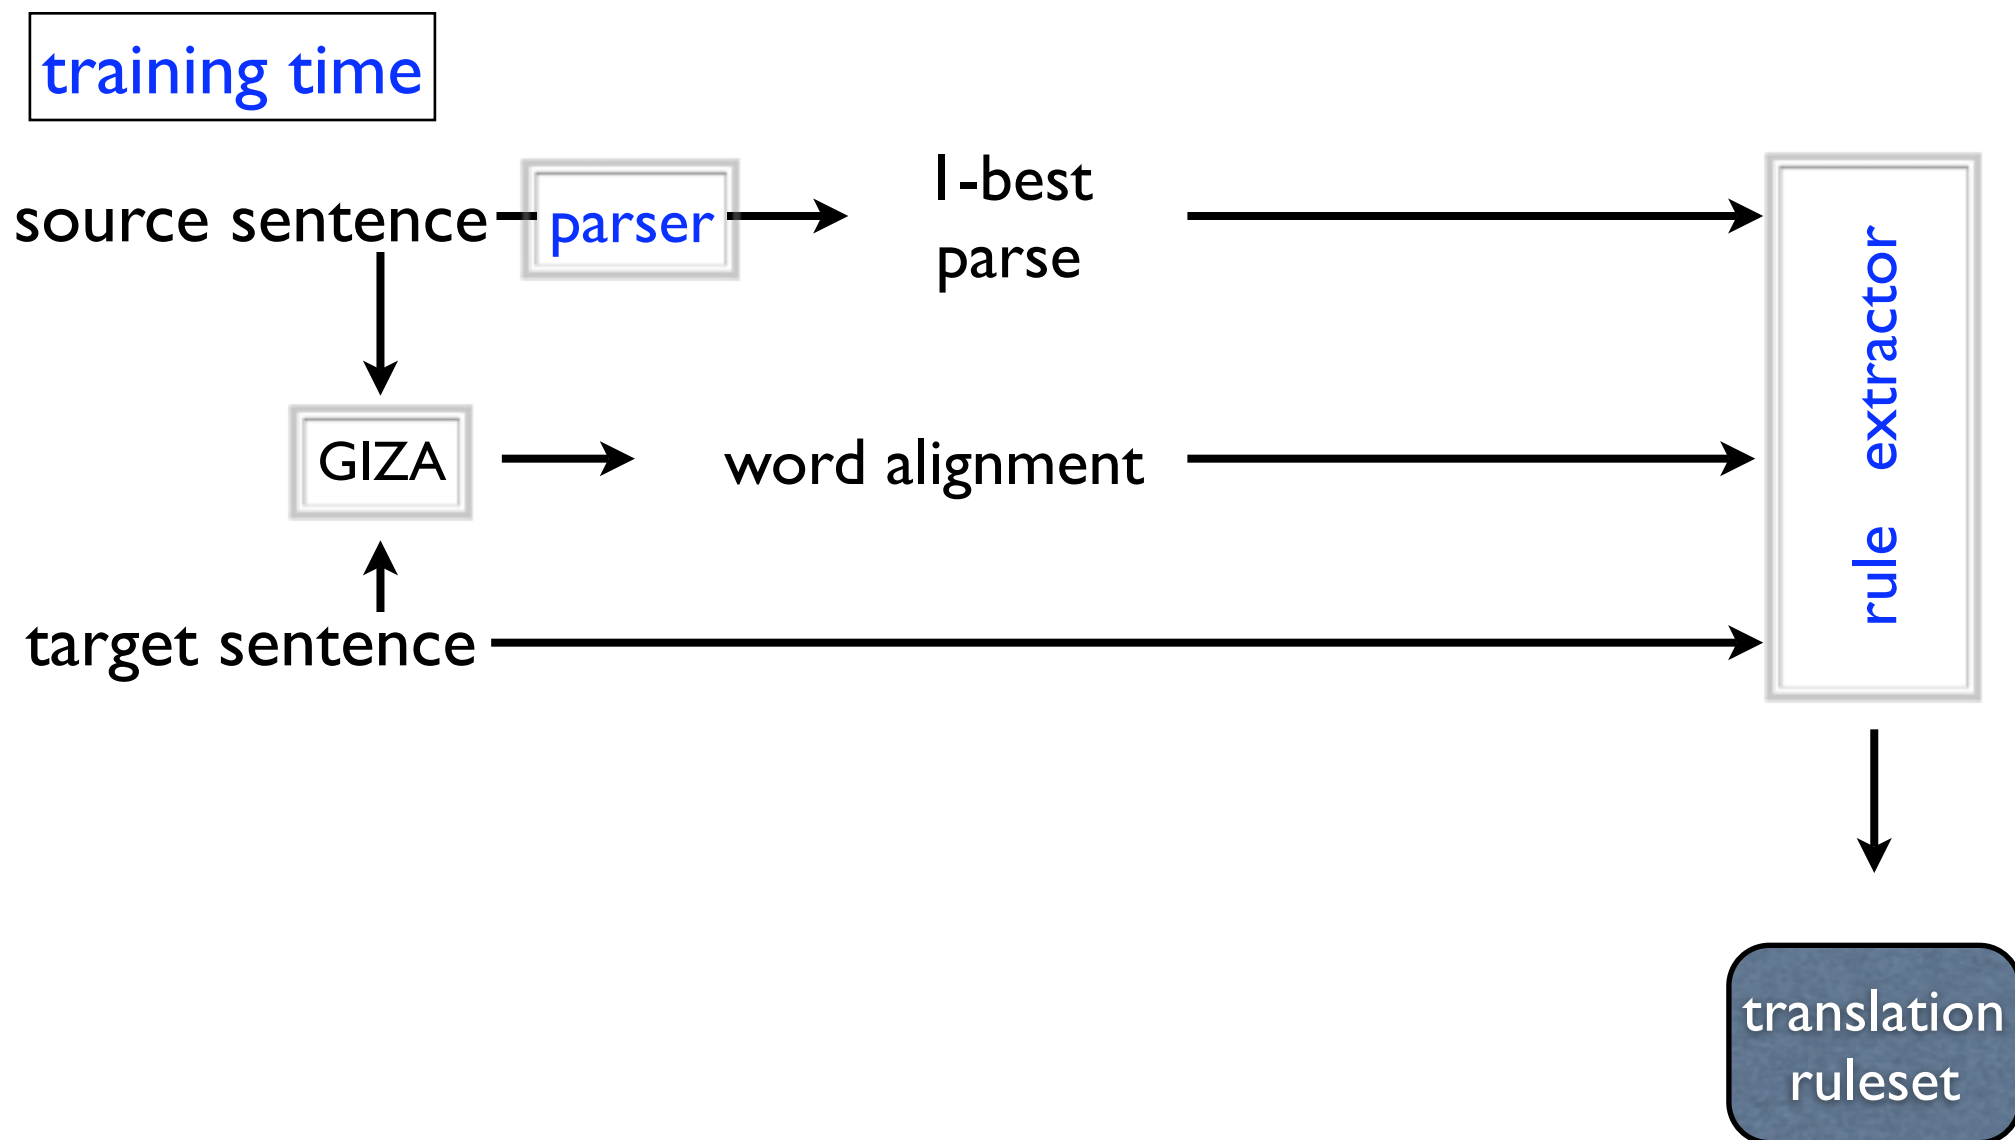 training time
source sentence
parser
1-best
parse
GIZA
word alignment
target sentence
rule extractor
translation
ruleset